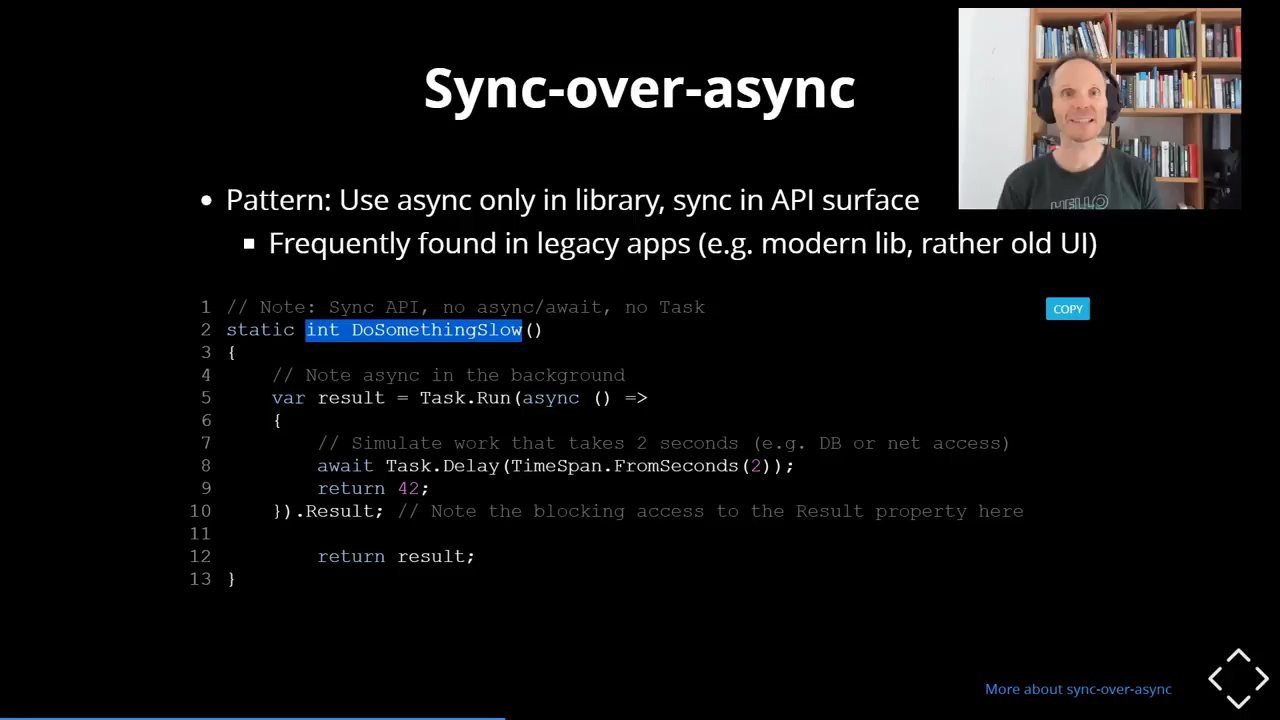 Sync-over-async
HELLO
• Pattern: Use async only in library, sync in API surface
▪ Frequently found in legacy apps (e.g. modern lib, rather old UI)
COPY
1 // Note: Sync API, no async/await, no Task
2 static int DoSomethingSlow()
3 {
4     // Note async in the background
5     var result = Task.Run(async () =>
6     {
7         // Simulate work that takes 2 seconds (e.g. DB or net access)
8         await Task.Delay(TimeSpan.FromSeconds(2));
9         return 42;
10     }).Result; // Note the blocking access to the Result property here
11
12         return result;
13 }
More about sync-over-async